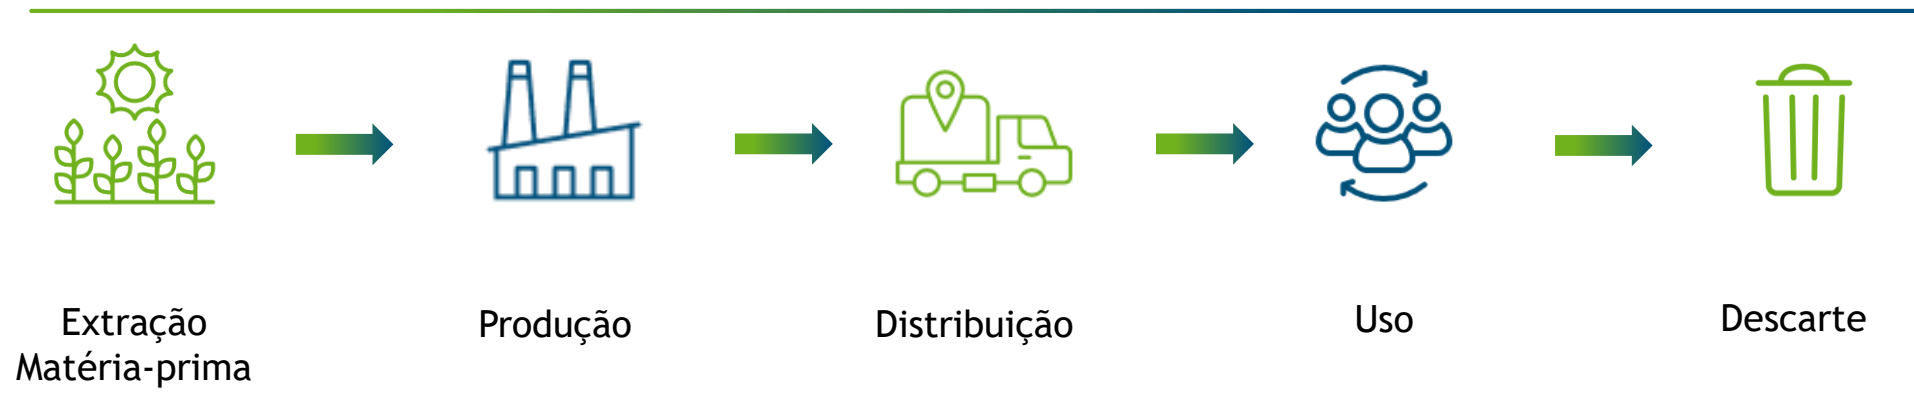 Extração
Matéria-prima
Produção
Distribuição
Uso
Descarte